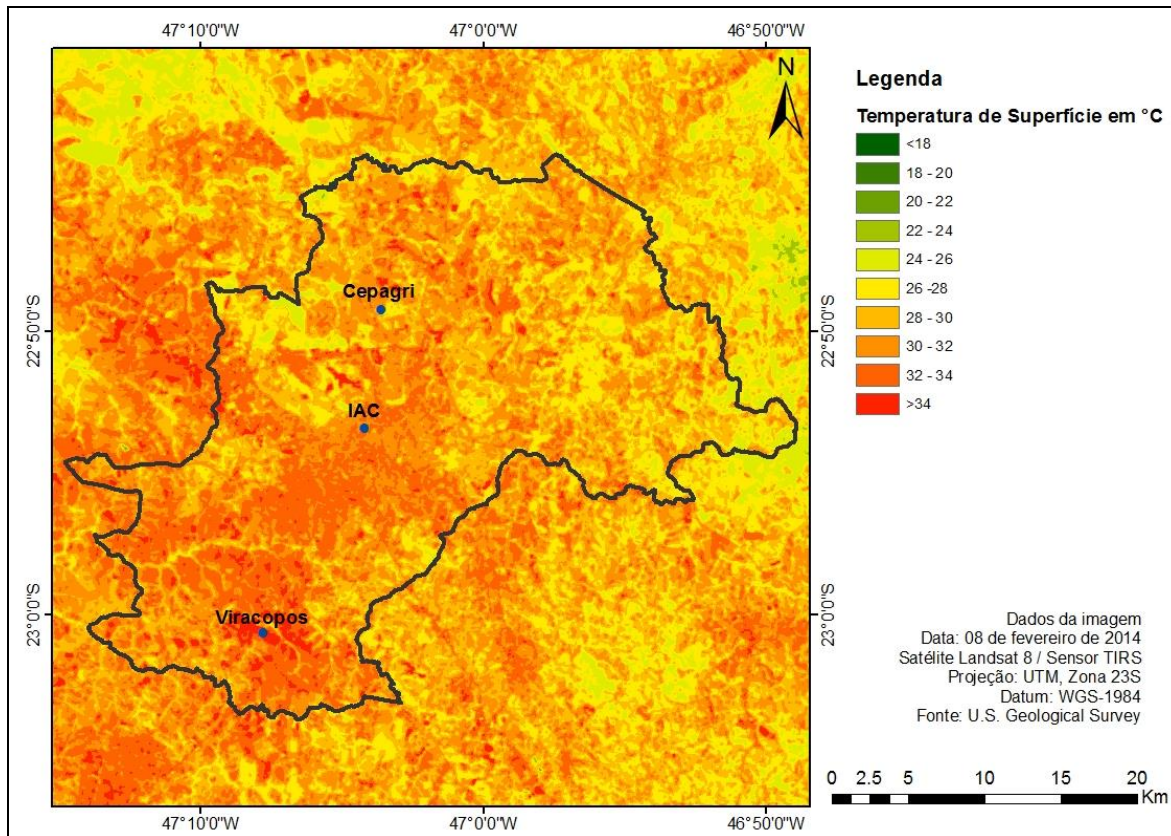 47°10'0"W 47°0'0"W 46°50'0"W
N
Legenda
Temperatura de Superfície em °C
<18
18 - 20
20 - 22
22 - 24
24 - 26
26 -28
28 - 30
30 - 32
32 - 34
>34
Cepagri
22°50'0"S 22°50'0"S
IAC
Viracopos
23°0'0"S 23°0'0"S
Dados da imagem
Data: 08 de fevereiro de 2014
Satélite Landsat 8 / Sensor TIRS
Projeção: UTM, Zona 23S
Datum: WGS-1984
Fonte: U.S. Geological Survey
0 2.5 5 10 15 20
Km
47°10'0"W 47°0'0"W 46°50'0"W